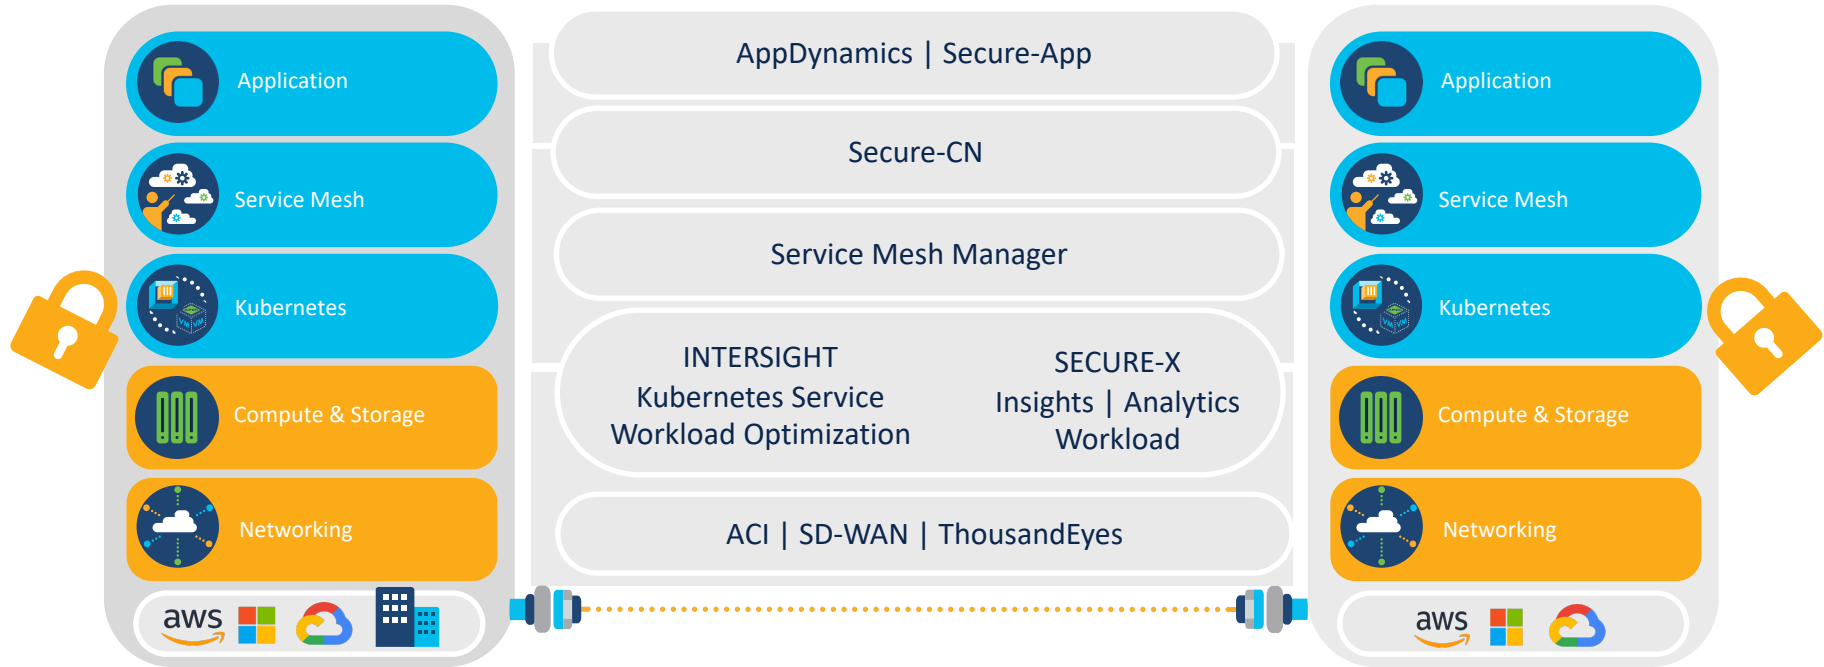 Application
Service Mesh
Kubernetes
Compute & Storage
Networking
aws
AppDynamics | Secure-App
Secure-CN
Service Mesh Manager
INTERSIGHT
Kubernetes Service
Workload Optimization
SECURE-X
Insights | Analytics
Workload
ACI | SD-WAN | ThousandEyes
Application
Service Mesh
Kubernetes
Compute & Storage
Networking
aws